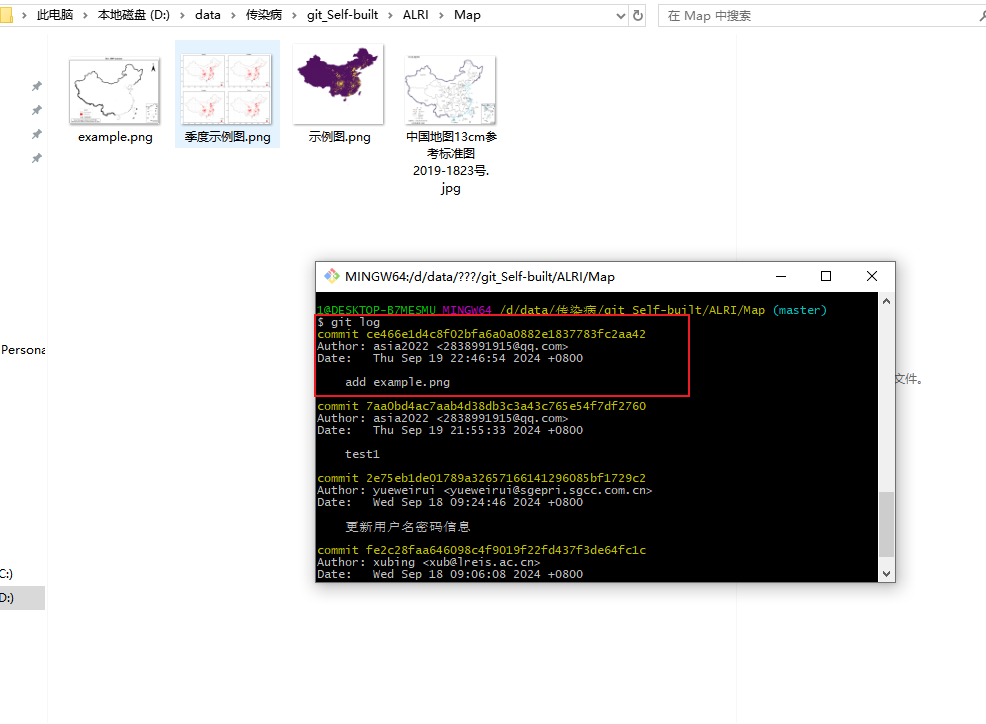 此电脑 › 本地磁盘 (D:) › data › 传染病 › git_Self-built › ALRI › Map
在 Map 中搜索
example.png
季度示例图.png
示例图.png
中国地图13cm参
考标准图
2019-1823号.
jpg
Persona
C:)
D:)
文件。
MINGW64:/d/data/???/git_Self-built/ALRI/Map
1@DESKTOP-B7MESMU MINGW64 /d/data/传染病/git_Self-built/ALRI/Map (master)
$ git log
commit ce466e1d4c8f02bfa6a0a0882e1837783fc2aa42
Author: asia2022 <2838991915@qq.com>
Date:   Thu Sep 19 22:46:54 2024 +0800
add example.png
commit 7aa0bd4ac7aab4d38db3c3a43c765e54f7df2760
Author: asia2022 <2838991915@qq.com>
Date:   Thu Sep 19 21:55:33 2024 +0800
test1
commit 2e75eb1de01789a32657166141296085bf1729c2
Author: yueweirui <yueweirui@sgepri.sgcc.com.cn>
Date:   Wed Sep 18 09:24:46 2024 +0800
更新用户名密码信息
commit fe2c28faa646098c4f9019f22fd437f3de64fc1c
Author: xubing <xub@lreis.ac.cn>
Date:   Wed Sep 18 09:06:08 2024 +0800